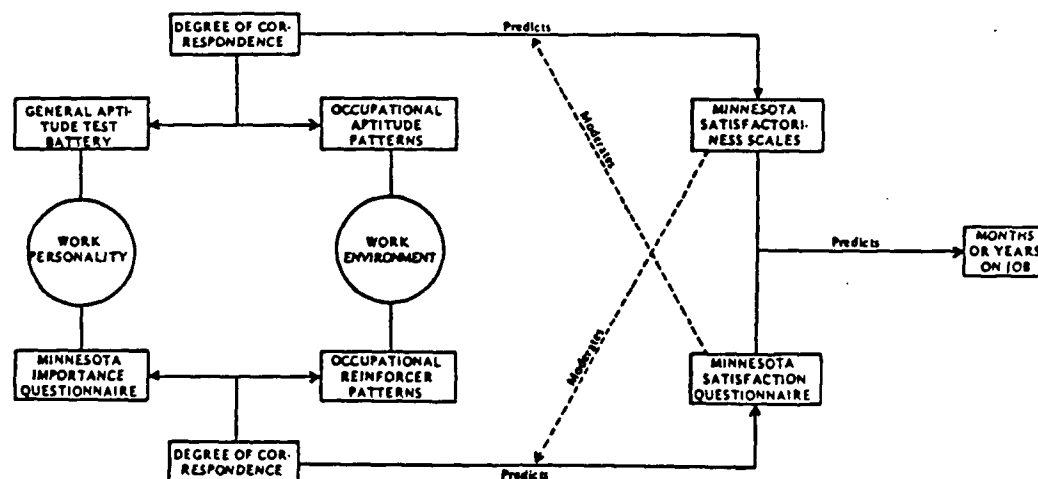 DEGREE OF COR-
RESPONDENCE
Predicts
GENERAL APTI-
TUDE TEST
BATTERY
OCCUPATIONAL
APTITUDE
PATTERNS
MINNESOTA
SATISFACTORI-
NESS SCALES
Moderates
WORK
PERSONALITY
WORK
ENVIRONMENT
Predicts
MONTHS
OR YEARS
ON JOB
Moderates
MINNESOTA
IMPORTANCE
QUESTIONNAIRE
OCCUPATIONAL
REINFORCER
PATTERNS
MINNESOTA
SATISFACTION
QUESTIONNAIRE
DEGREE OF COR-
RESPONDENCE
Predicts